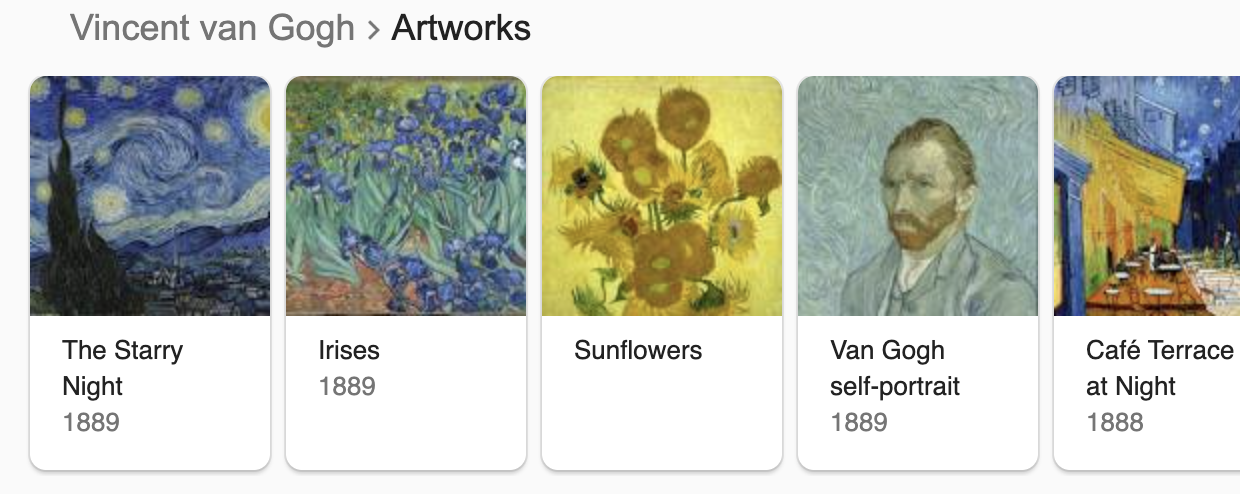 Vincent van Gogh > Artworks
The Starry
Night
1889
Irises
1889
Sunflowers
Van Gogh
self-portrait
1889
Café Terrace
at Night
1888